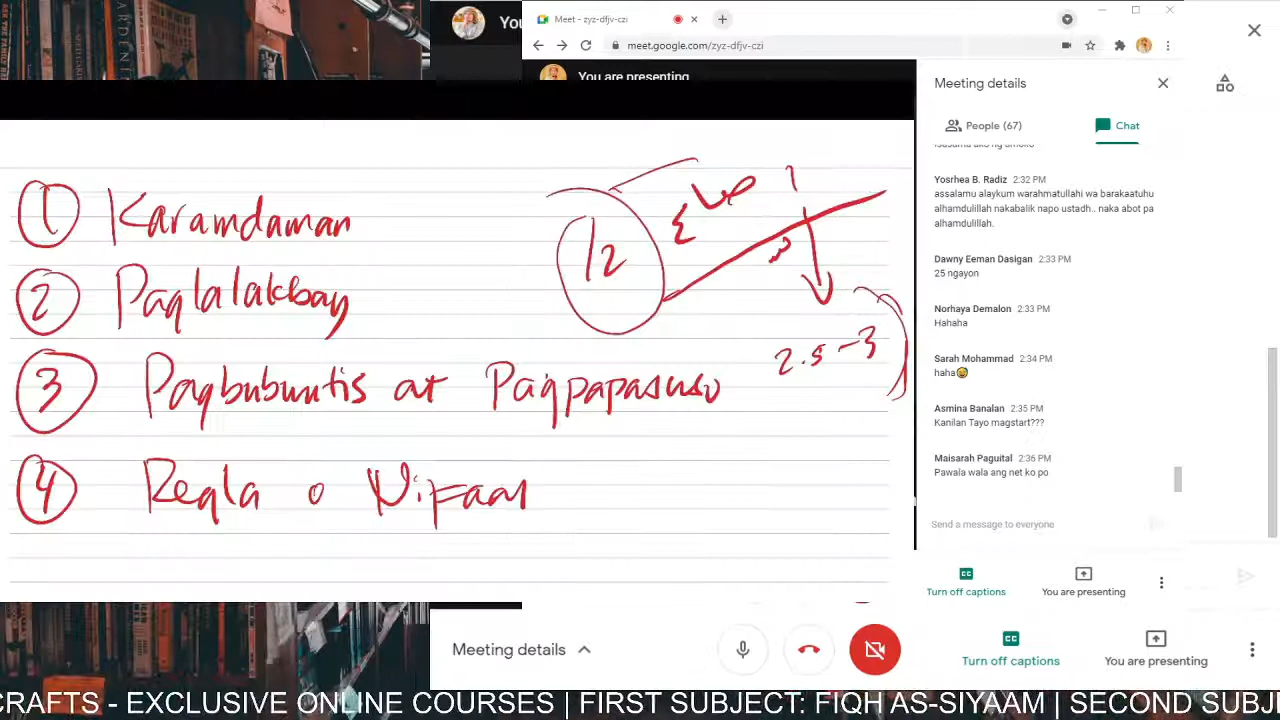 You
Meet - zyz-dfjv-czi
meet.google.com/zyz-dfjv-czi
You are presenting
① Karamdaman
② Paglalakbay
③ Pagbubuntis at Pagpapasuso
④ Regla o Nifaas
12
2.5 - 3
Meeting details
People (67)
Chat
Yosrhea B. Radiz 2:32 PM
assalamu alaykum warahmatullahi wa barakaatuhu
alhamdulillah nakabalik napo ustadh.. naka abot pa
alhamdulillah.
Dawny Eeman Dasigan 2:33 PM
25 ngayon
Norhaya Demalon 2:33 PM
Hahaha
Sarah Mohammad 2:34 PM
haha😅
Asmina Banalan 2:35 PM
Kanilan Tayo magstart???
Maisarah Paguital 2:36 PM
Pawala wala ang net ko po
Send a message to everyone
Turn off captions
You are presenting
Meeting details
Turn off captions
You are presenting
CRAFTS - EXCLUSIVE ONLINE COURSES | FIRST SUBJECT: FIQH AS-SIYAAM | SECOND SUBJ